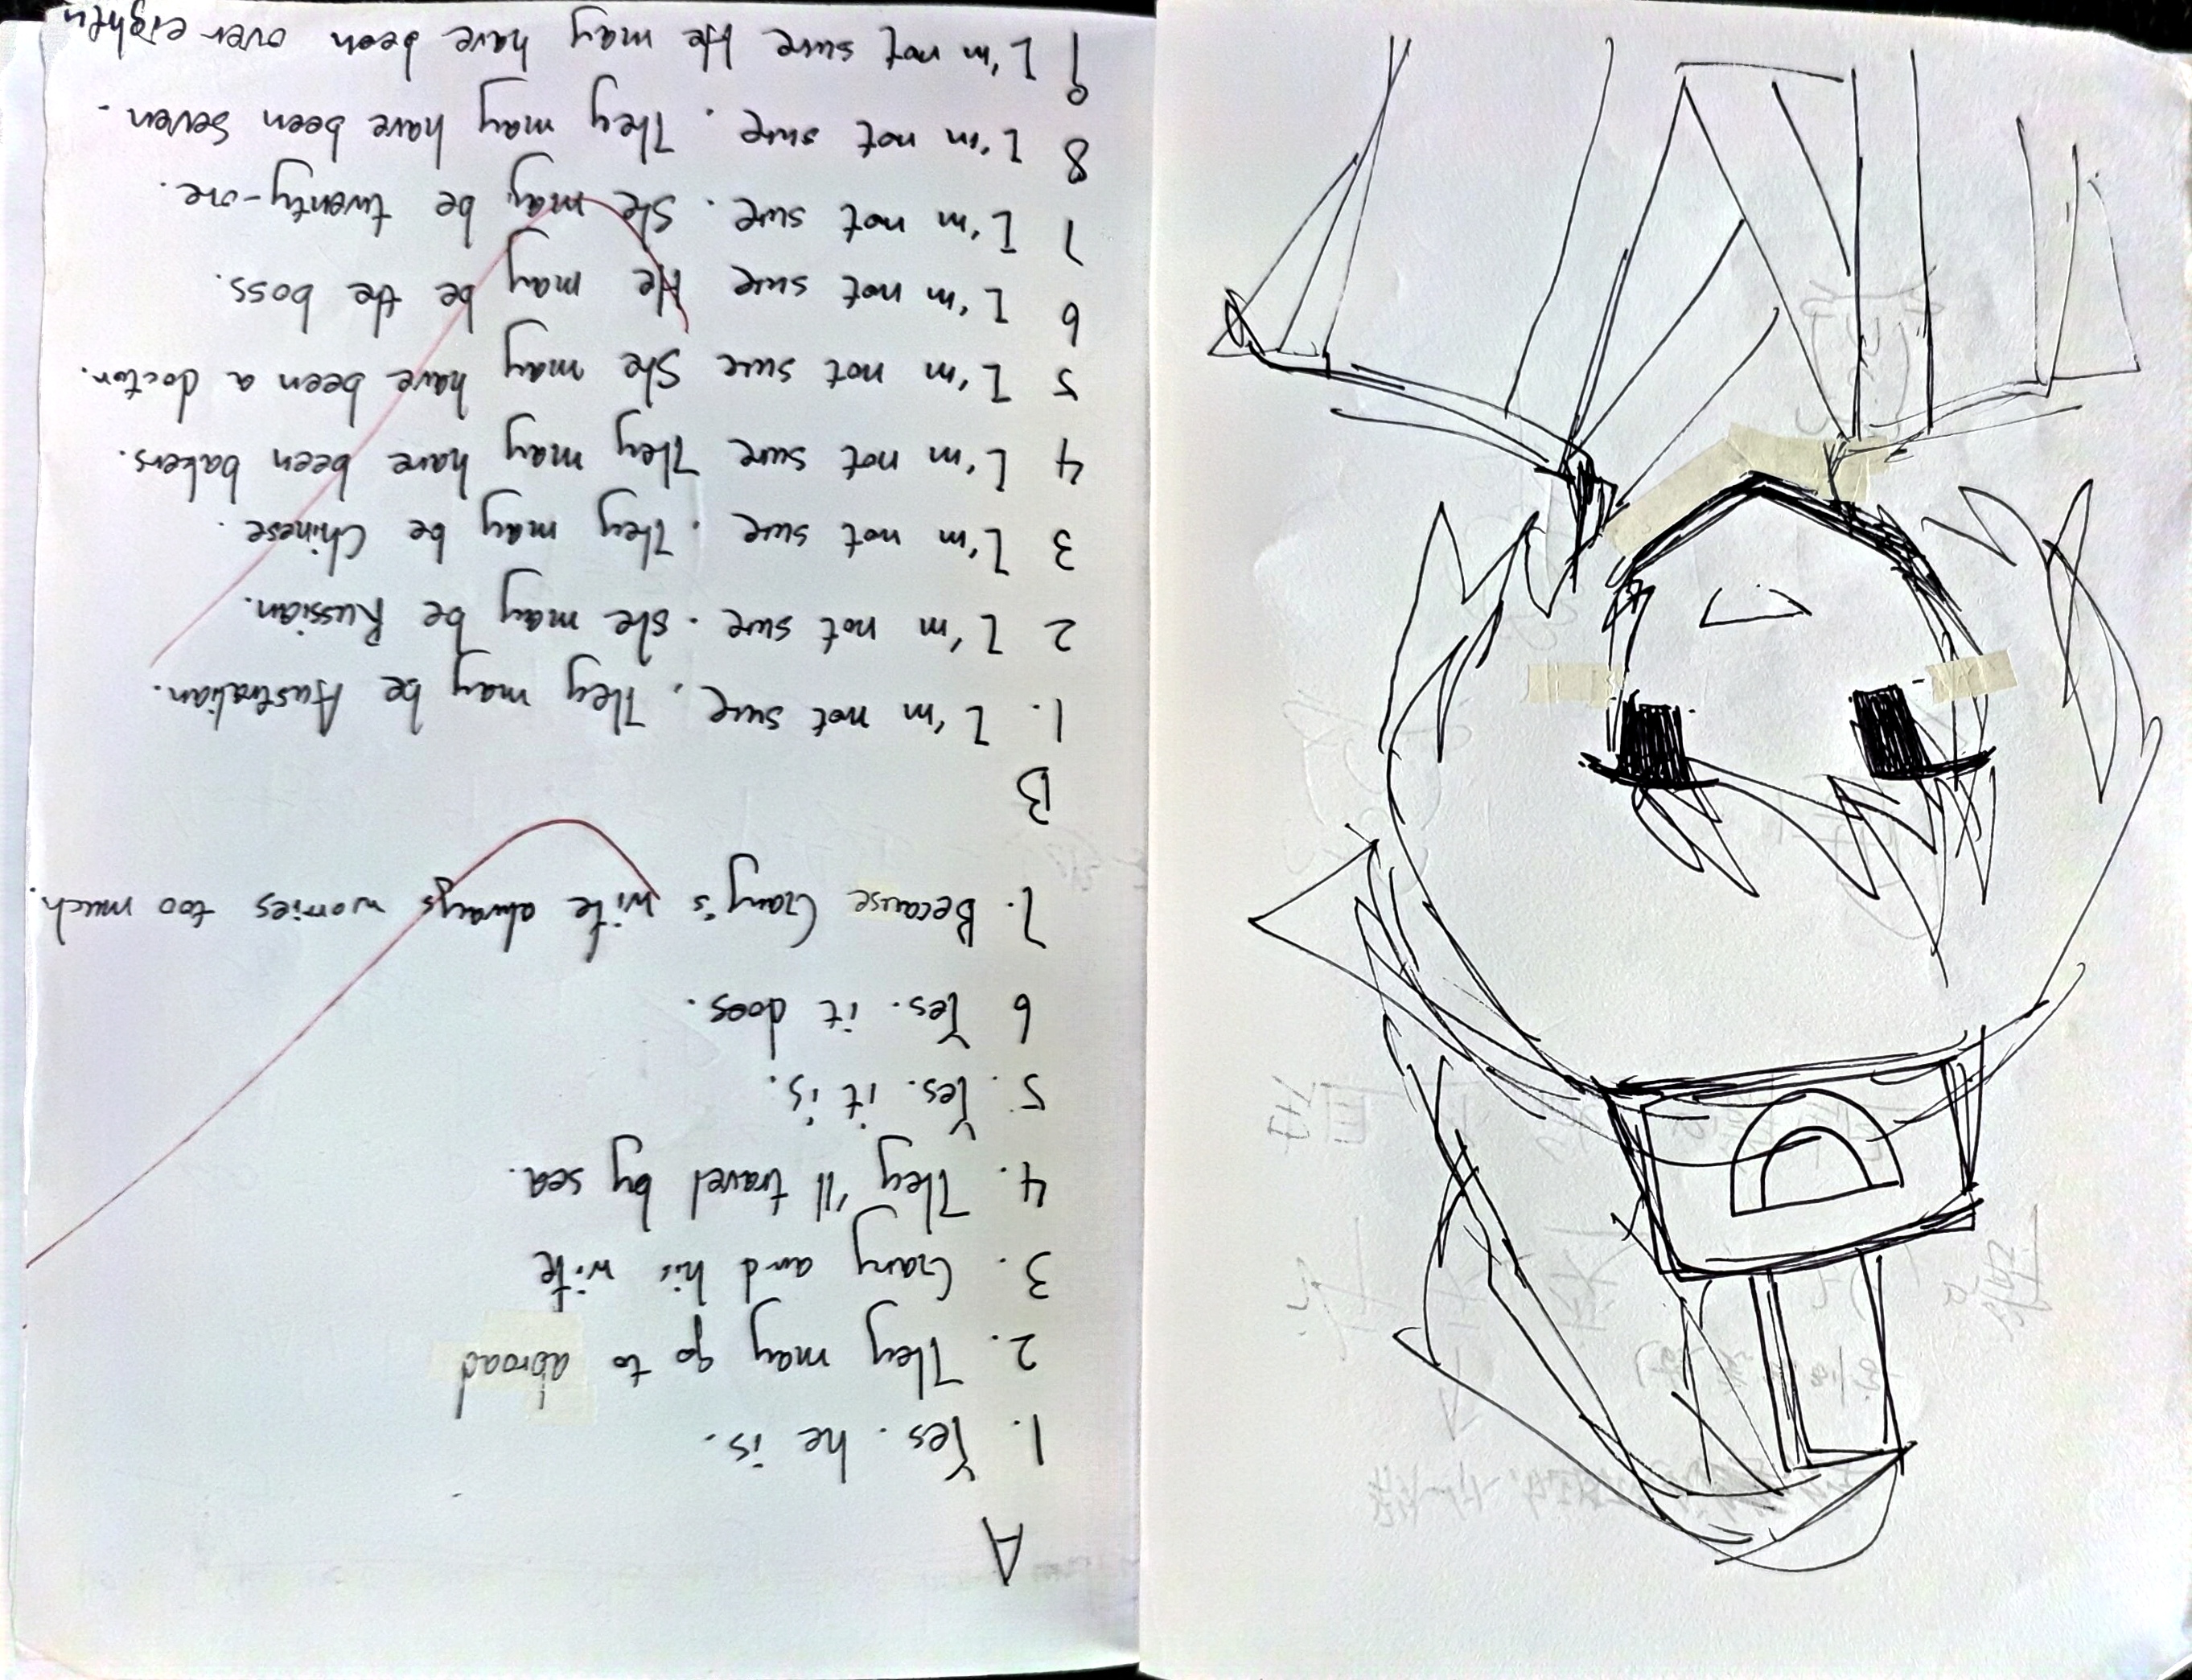 A
1. Yes. he is.
2. They may go to abroad
3. Gary and his wife
4. They'll travel by sea.
5. Yes. it is.
6 Yes. it does.
7. Because Gary's wife always worries too much.
B
1. I'm not sure. They may be Australian.
2 I'm not sure. She may be Russian.
3 I'm not sure. They may be Chinese.
4 I'm not sure They may have been bakers.
5 I'm not sure She may have been a doctor.
6 I'm not sure He may be the boss.
7 I'm not sure. She may be twenty-one.
8 I'm not sure. They may have been seven.
9 I'm not sure He may have been over eighty